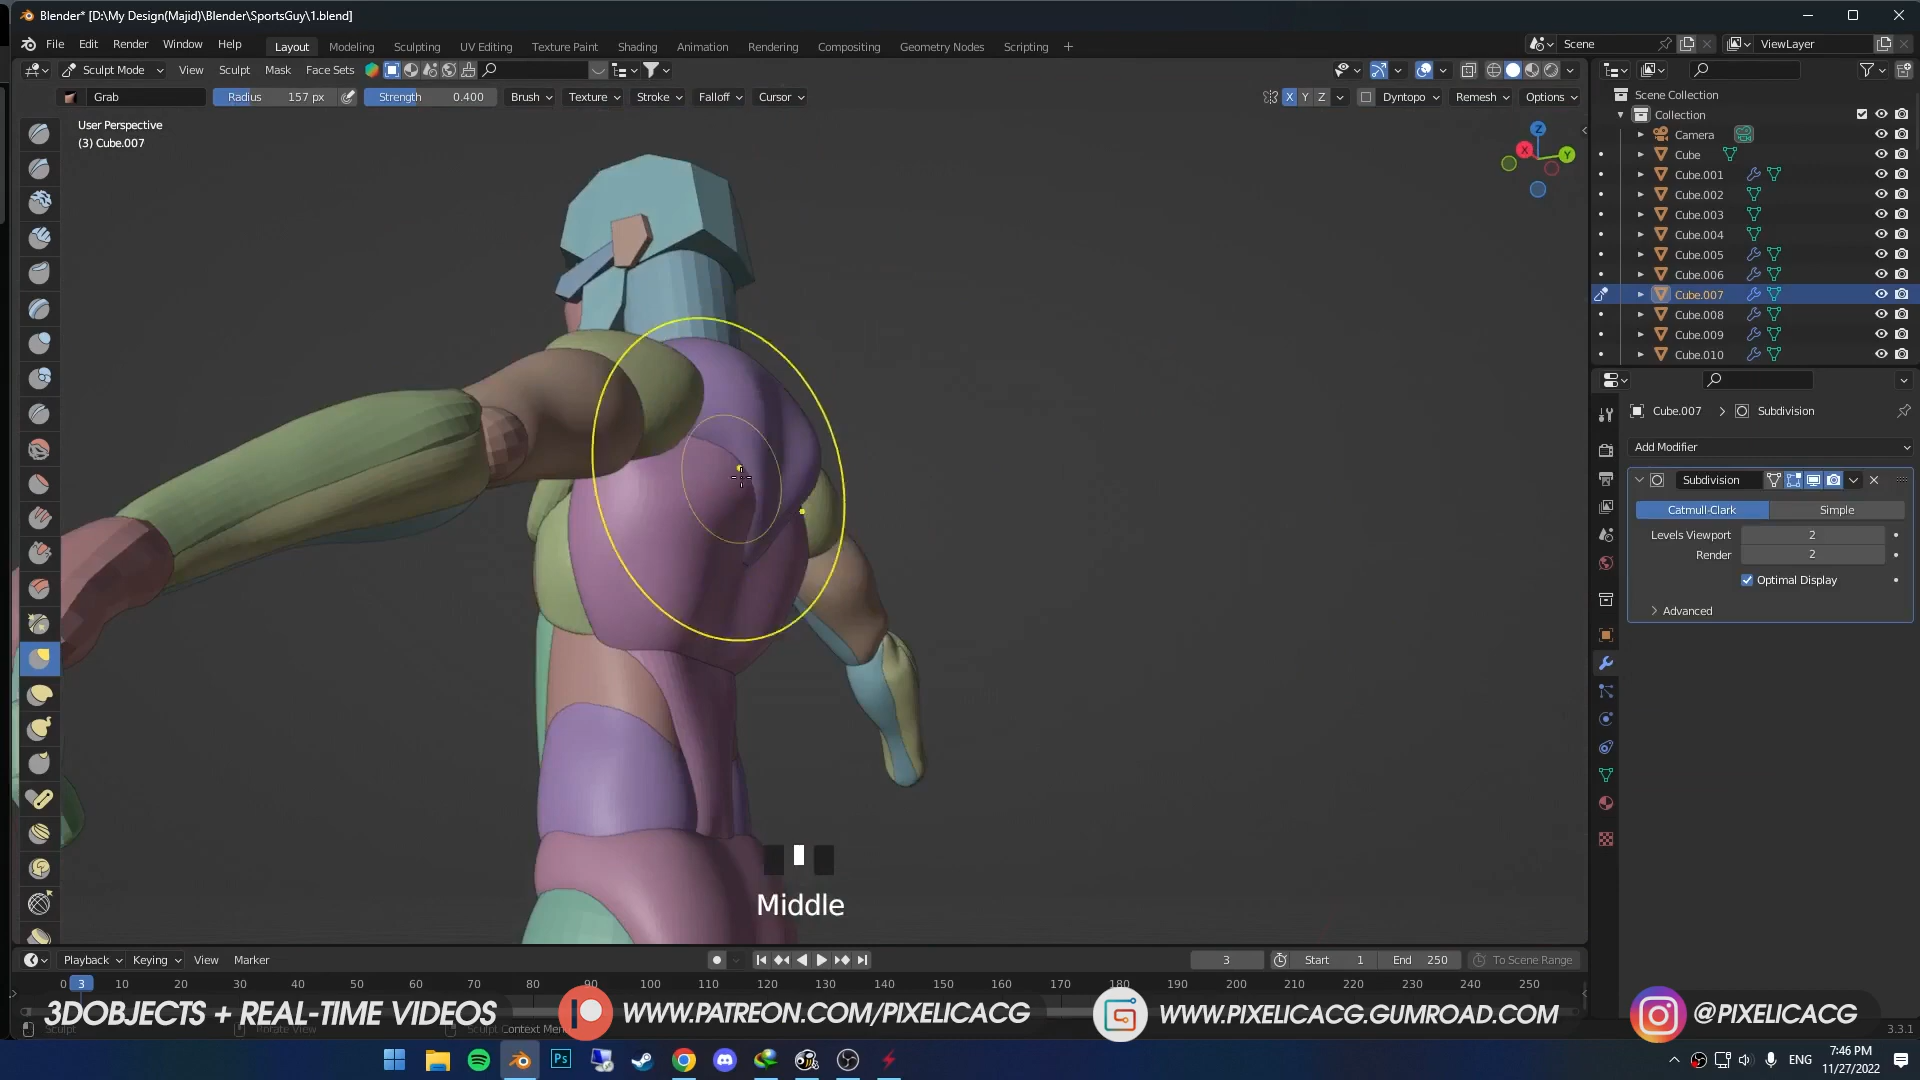 Blender* [D:\My Design(Majid)\Blender\SportsGuy\1.blend]
File Edit Render Window Help Layout Modeling Sculpting UV Editing Texture Paint Shading Animation Rendering Compositing Geometry Nodes Scripting + Scene ViewLayer
Sculpt Mode View Sculpt Mask Face Sets
Grab Radius 157 px Strength 0.400 Brush Texture Stroke Falloff Cursor X Y Z Dyntopo Remesh Options
User Perspective
(3) Cube.007
Z
X
Y
Scene Collection
Collection
Camera
Cube
Cube.001
Cube.002
Cube.003
Cube.004
Cube.005
Cube.006
Cube.007
Cube.008
Cube.009
Cube.010
Cube.007 > Subdivision
Add Modifier
Subdivision
Catmull-Clark Simple
Levels Viewport 2
Render 2
Optimal Display
Advanced
Middle
Playback Keying View Marker 3 Start 1 End 250 To Scene Range
0 3 10 20 30 40 50 60 70 80 90 100 110 120 130 140 150 160 170 180 190 200 210 220 230 240 250
3DOBJECTS + REAL-TIME VIDEOS WWW.PATREON.COM/PIXELICACG WWW.PIXELICACG.GUMROAD.COM @PIXELICACG
Sculpt Rotate View Sculpt Context Menu 3.3.1
Ps ENG 7:46 PM
11/27/2022